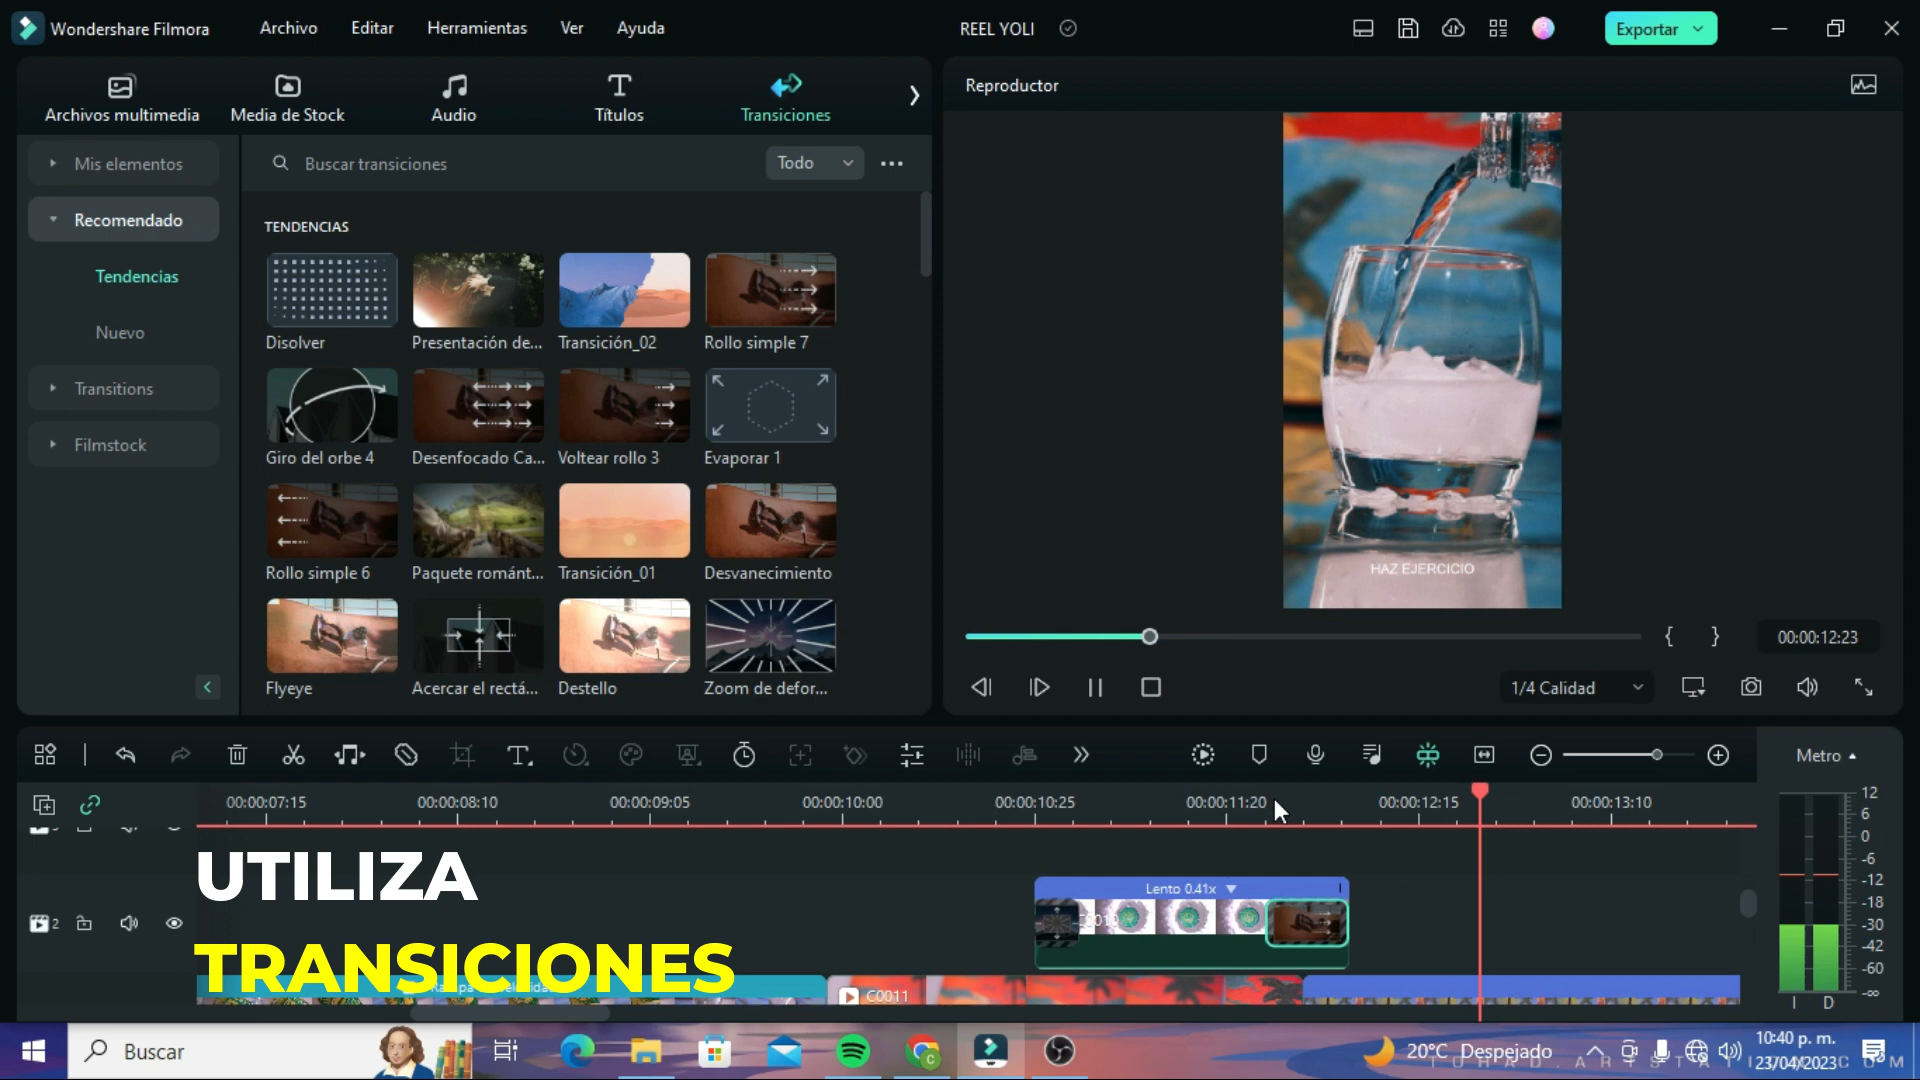 Wondershare Filmora
Archivo
Editar
Herramientas
Ver
Ayuda
REEL YOLI
Exportar
Archivos multimedia
Media de Stock
Audio
Títulos
Transiciones
Reproductor
Mis elementos
Recomendado
Tendencias
Nuevo
Transitions
Filmstock
Buscar transiciones
Todo
TENDENCIAS
Disolver
Presentación de...
Transición_02
Rollo simple 7
Giro del orbe 4
Desenfocado Ca...
Voltear rollo 3
Evaporar 1
Rollo simple 6
Paquete románt...
Transición_01
Desvanecimiento
Flyeye
Acercar el rectá...
Destello
Zoom de defor...
HAZ EJERCICIO
{ }
00:00:12:23
1/4 Calidad
Metro
00:00:07:15
00:00:08:10
00:00:09:05
00:00:10:00
00:00:10:25
00:00:11:20
00:00:12:15
00:00:13:10
12
6
0
-6
-12
-18
-30
-42
-60
-∞
I D
Lento 0.41x
2
UTILIZA
TRANSICIONES
C0011
Buscar
20°C Despejado
10:40 p. m.
23/04/2023